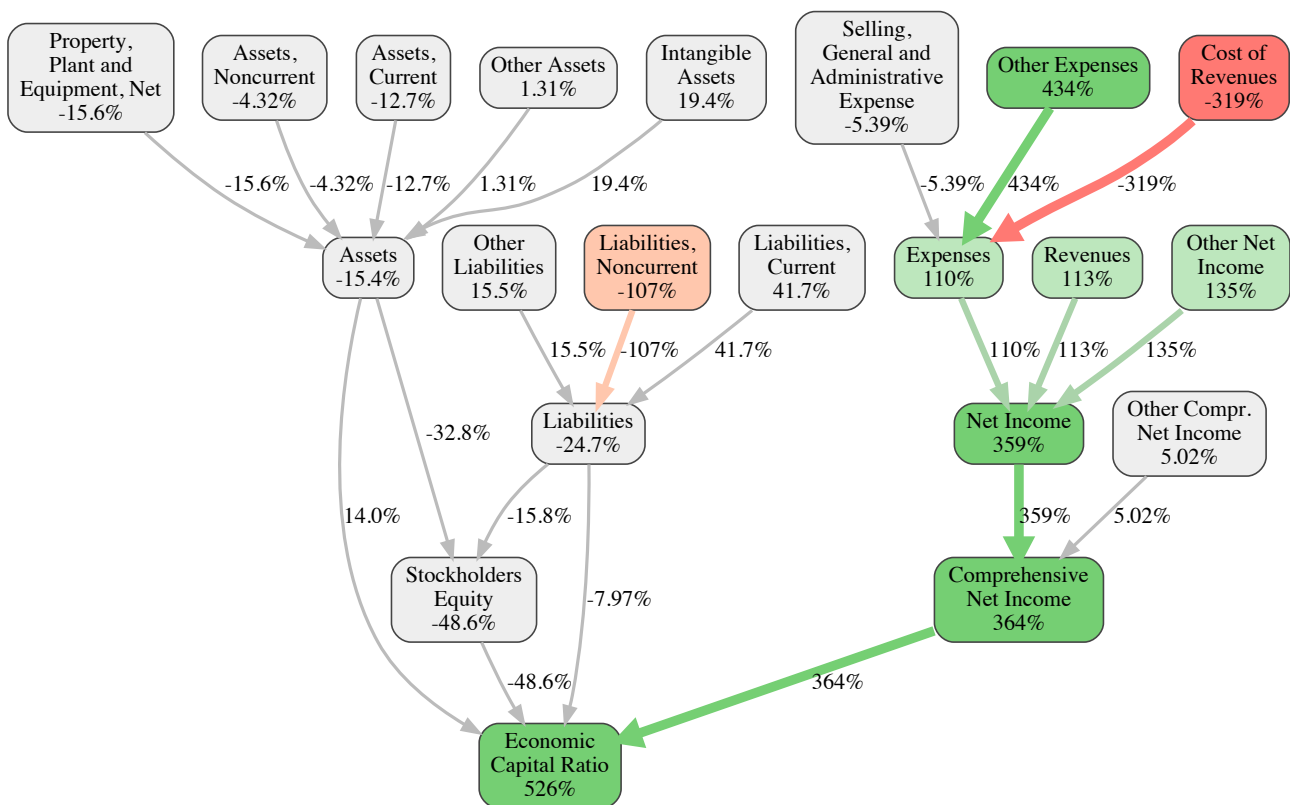 Property,
Plant and
Equipment, Net
-15.6%
Assets,
Noncurrent
-4.32%
Assets,
Current
-12.7%
Other Assets
1.31%
Intangible
Assets
19.4%
Selling,
General and
Administrative
Expense
-5.39%
Other Expenses
434%
Cost of
Revenues
-319%
-15.6%
-4.32%
-12.7%
1.31%
19.4%
-5.39%
434%
-319%
Assets
-15.4%
Other
Liabilities
15.5%
Liabilities,
Noncurrent
-107%
Liabilities,
Current
41.7%
Expenses
110%
Revenues
113%
Other Net
Income
135%
15.5%
-107%
41.7%
110%
113%
135%
-32.8%
Liabilities
-24.7%
Net Income
359%
Other Compr.
Net Income
5.02%
14.0%
-15.8%
359%
5.02%
Stockholders
Equity
-48.6%
-7.97%
Comprehensive
Net Income
364%
-48.6%
364%
Economic
Capital Ratio
526%